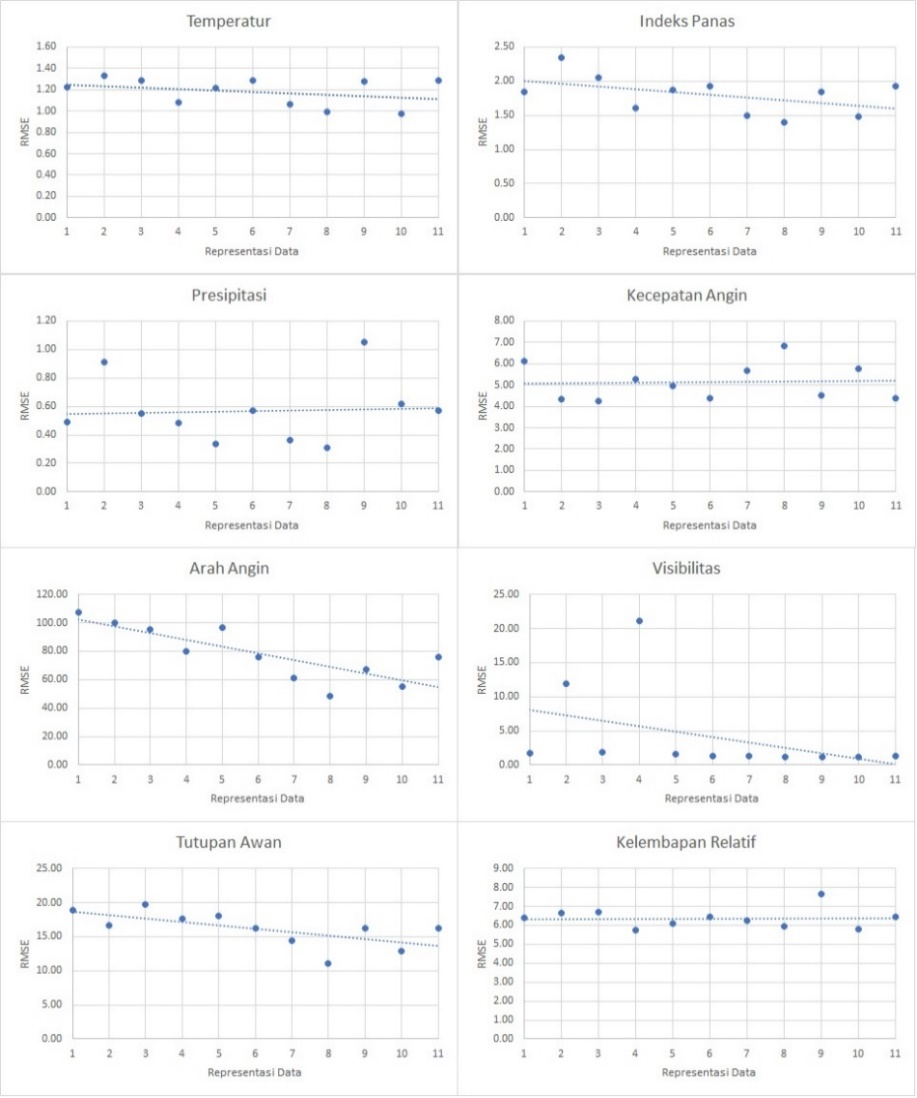 Temperatur
1.60
1.40
1.20
1.00
0.80
0.60
0.40
0.20
0.00
RMSE
1 2 3 4 5 6 7 8 9 10 11
Representasi Data
Indeks Panas
2.50
2.00
1.50
1.00
0.50
0.00
RMSE
1 2 3 4 5 6 7 8 9 10 11
Representasi Data
Presipitasi
1.20
1.00
0.80
0.60
0.40
0.20
0.00
RMSE
1 2 3 4 5 6 7 8 9 10 11
Representasi Data
Kecepatan Angin
8.00
7.00
6.00
5.00
4.00
3.00
2.00
1.00
0.00
RMSE
1 2 3 4 5 6 7 8 9 10 11
Representasi Data
Arah Angin
120.00
100.00
80.00
60.00
40.00
20.00
0.00
RMSE
1 2 3 4 5 6 7 8 9 10 11
Representasi Data
Visibilitas
25.00
20.00
15.00
10.00
5.00
0.00
RMSE
1 2 3 4 5 6 7 8 9 10 11
Representasi Data
Tutupan Awan
25.00
20.00
15.00
10.00
5.00
0.00
RMSE
1 2 3 4 5 6 7 8 9 10 11
Representasi Data
Kelembapan Relatif
9.00
8.00
7.00
6.00
5.00
4.00
3.00
2.00
1.00
0.00
RMSE
1 2 3 4 5 6 7 8 9 10 11
Representasi Data